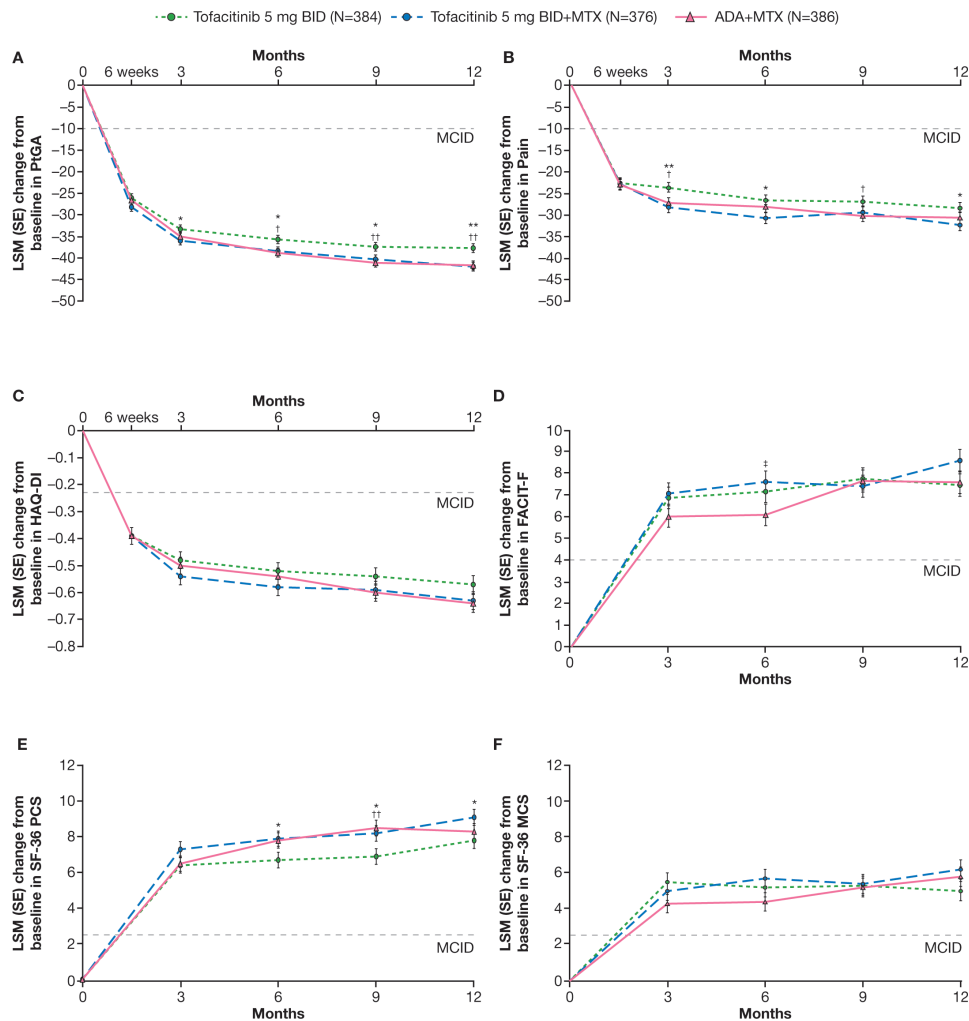 Tofacitinib 5 mg BID (N=384) Tofacitinib 5 mg BID+MTX (N=376) ADA+MTX (N=386)
A
Months
0 6 weeks 3 6 9 12
LSM (SE) change from
baseline in PtGA
0
–5
–10
–15
–20
–25
–30
–35
–40
–45
–50
MCID
*
*
†
*
††
**
††
B
Months
0 6 weeks 3 6 9 12
LSM (SE) change from
baseline in Pain
0
–5
–10
–15
–20
–25
–30
–35
–40
–45
–50
MCID
**
†
*
†
*
C
Months
0 6 weeks 3 6 9 12
LSM (SE) change from
baseline in HAQ-DI
0
–0.1
–0.2
–0.3
–0.4
–0.5
–0.6
–0.7
–0.8
MCID
D
LSM (SE) change from
baseline in FACIT-F
10
9
8
7
6
5
4
3
2
1
0
‡
MCID
0 3 6 9 12
Months
E
LSM (SE) change from
baseline in SF-36 PCS
12
10
8
6
4
2
0
*
*
††
*
MCID
0 3 6 9 12
Months
F
LSM (SE) change from
baseline in SF-36 MCS
12
10
8
6
4
2
0
MCID
0 3 6 9 12
Months